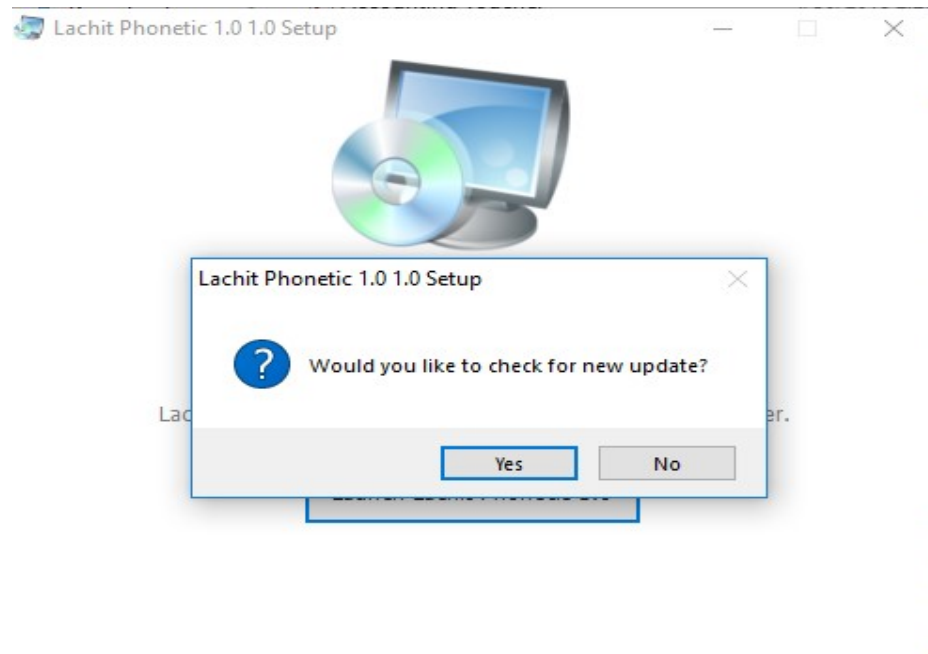 Lachit Phonetic 1.0 1.0 Setup
Lachit Phonetic 1.0 1.0 Setup
?
Would you like to check for new update?
Yes No